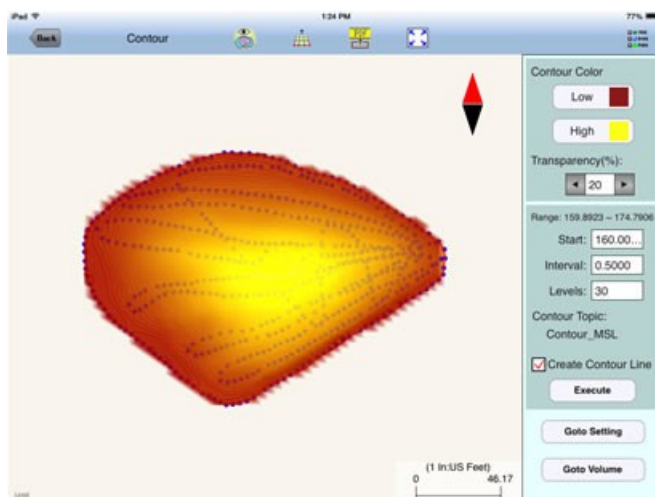 iPad
1:24 PM
77%
Back
Contour
PDF
Contour Color
Low
High
Transparency(%):
20
Range: 159.8923 ~ 174.7906
Start: 160.00...
Interval: 0.5000
Levels: 30
Contour Topic:
Contour_MSL
Create Contour Line
Execute
Goto Setting
Goto Volume
(1 In:US Feet)
0 46.17